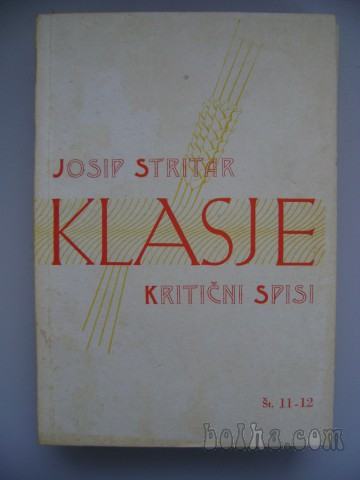 JOSIP STRITAR
KLASJE
KRITIČNI SPISI
Št. 11-12
bolha.com